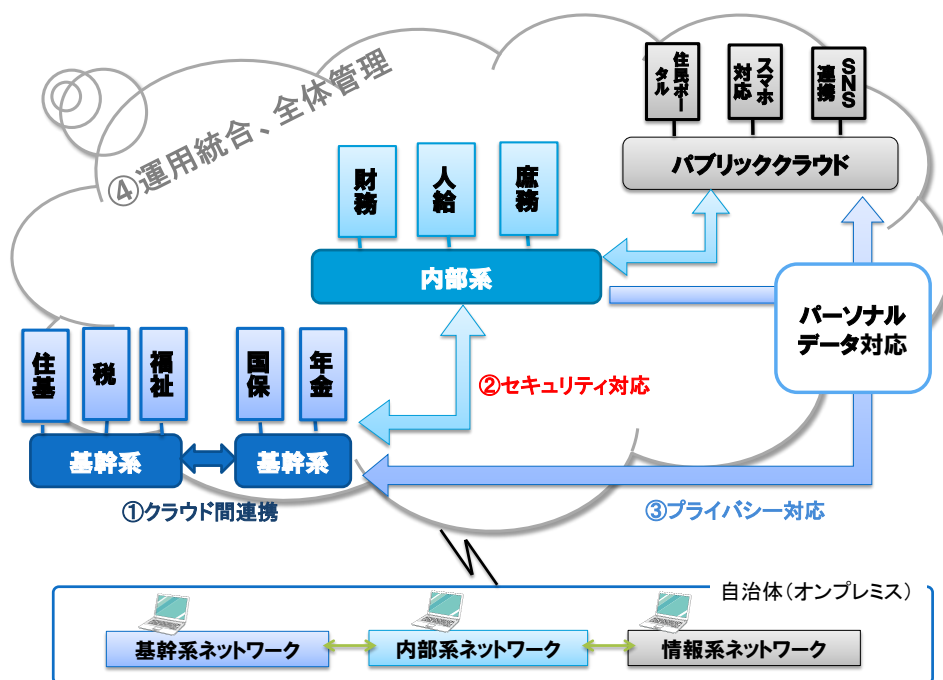 ④運用統合、全体管理
住民ポー
タル
スマホ
対応
SNS
連携
パブリッククラウド
財務
人給
庶務
内部系
パーソナル
データ対応
住基
税
福祉
国保
年金
②セキュリティ対応
基幹系
基幹系
①クラウド間連携
③プライバシー対応
自治体(オンプレミス)
基幹系ネットワーク
内部系ネットワーク
情報系ネットワーク